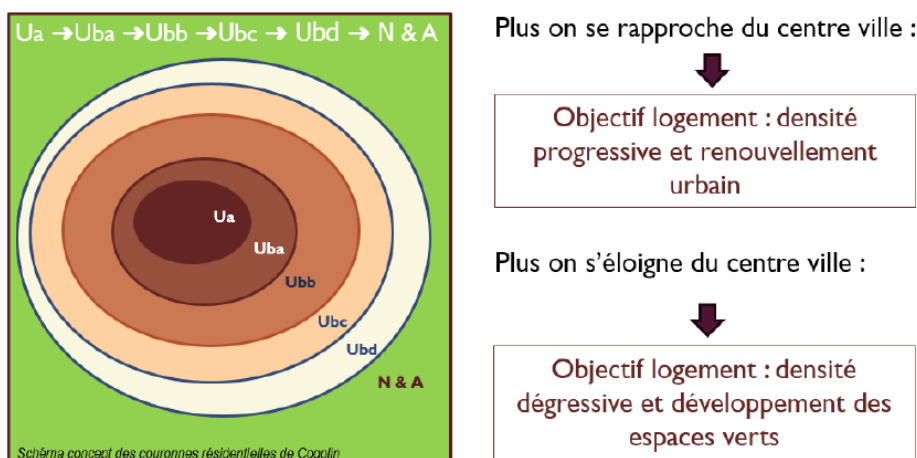 Ua →Uba →Ubb →Ubc → Ubd → N & A
Ua
Uba
Ubb
Ubc
Ubd
N & A
Schéma concept des couronnes résidentielles de Cogolin
Plus on se rapproche du centre ville :
Objectif logement : densité
progressive et renouvellement
urbain
Plus on s'éloigne du centre ville :
Objectif logement : densité
dégressive et développement des
espaces verts